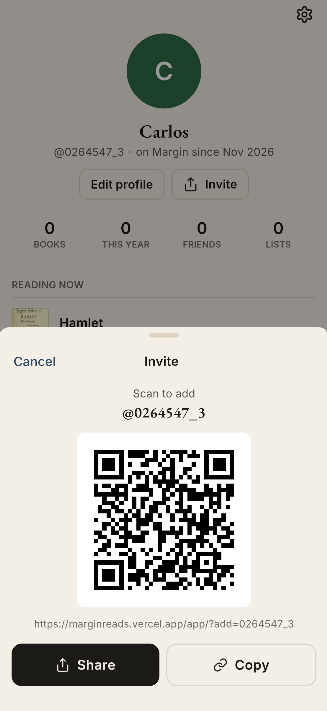 C
Carlos
@0264547_3 · on Margin since Nov 2026
Edit profile
Invite
0 0 0 0
BOOKS THIS YEAR FRIENDS LISTS
READING NOW
Hamlet
Cancel Invite
Scan to add
@0264547_3
https://marginreads.vercel.app/app/?add=0264547_3
Share Copy